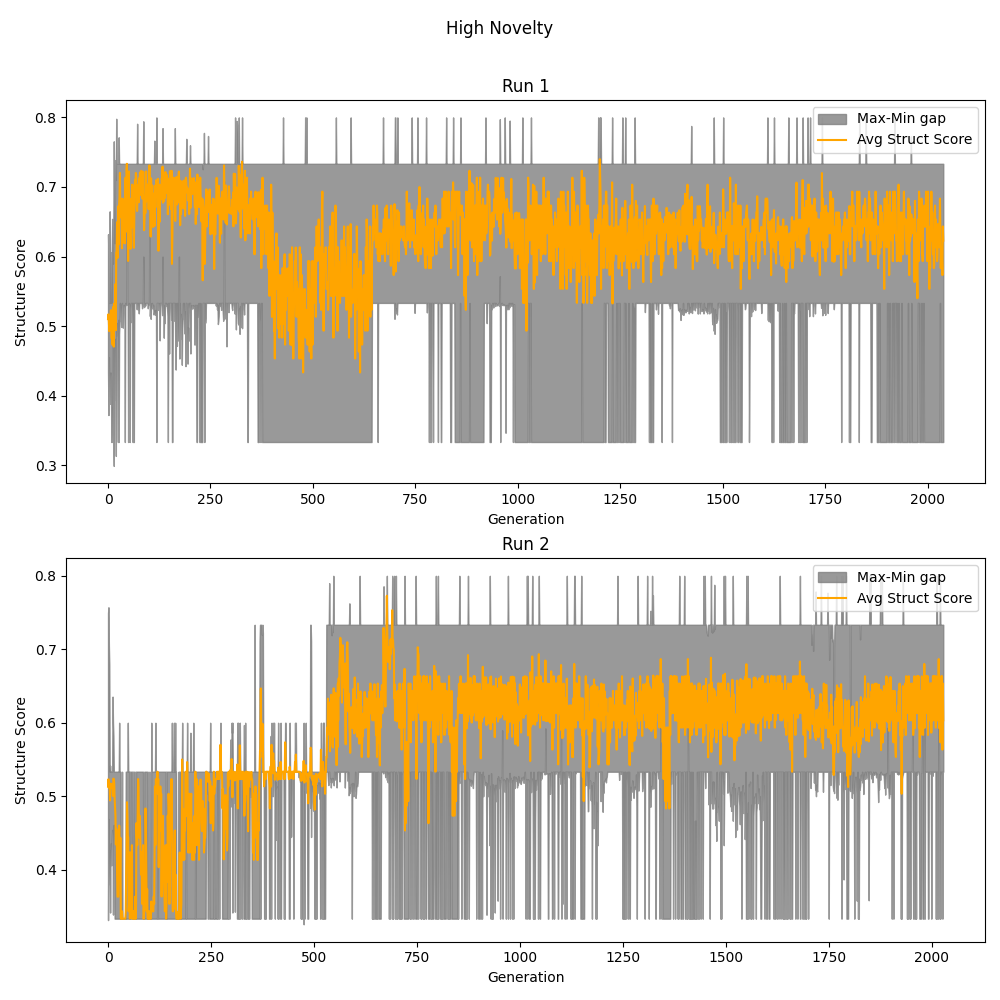 High Novelty
Run 1
Max-Min gap
Avg Struct Score
Structure Score
0.8
0.7
0.6
0.5
0.4
0.3
0 250 500 750 1000 1250 1500 1750 2000
Generation
Run 2
Max-Min gap
Avg Struct Score
Structure Score
0.8
0.7
0.6
0.5
0.4
0 250 500 750 1000 1250 1500 1750 2000
Generation